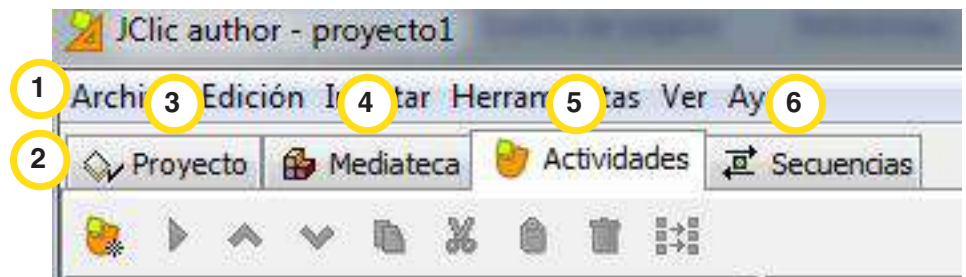 JClic author - proyecto1
1 Archi 3 Edición 4 tar Herram 5 tas Ver Ay 6
2 Proyecto Mediateca Actividades Secuencias